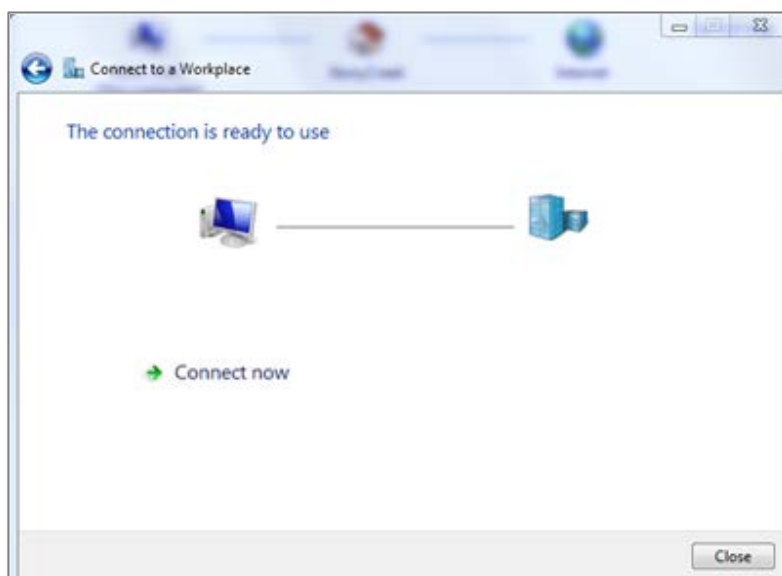 Connect to a Workplace
The connection is ready to use
Connect now
Close